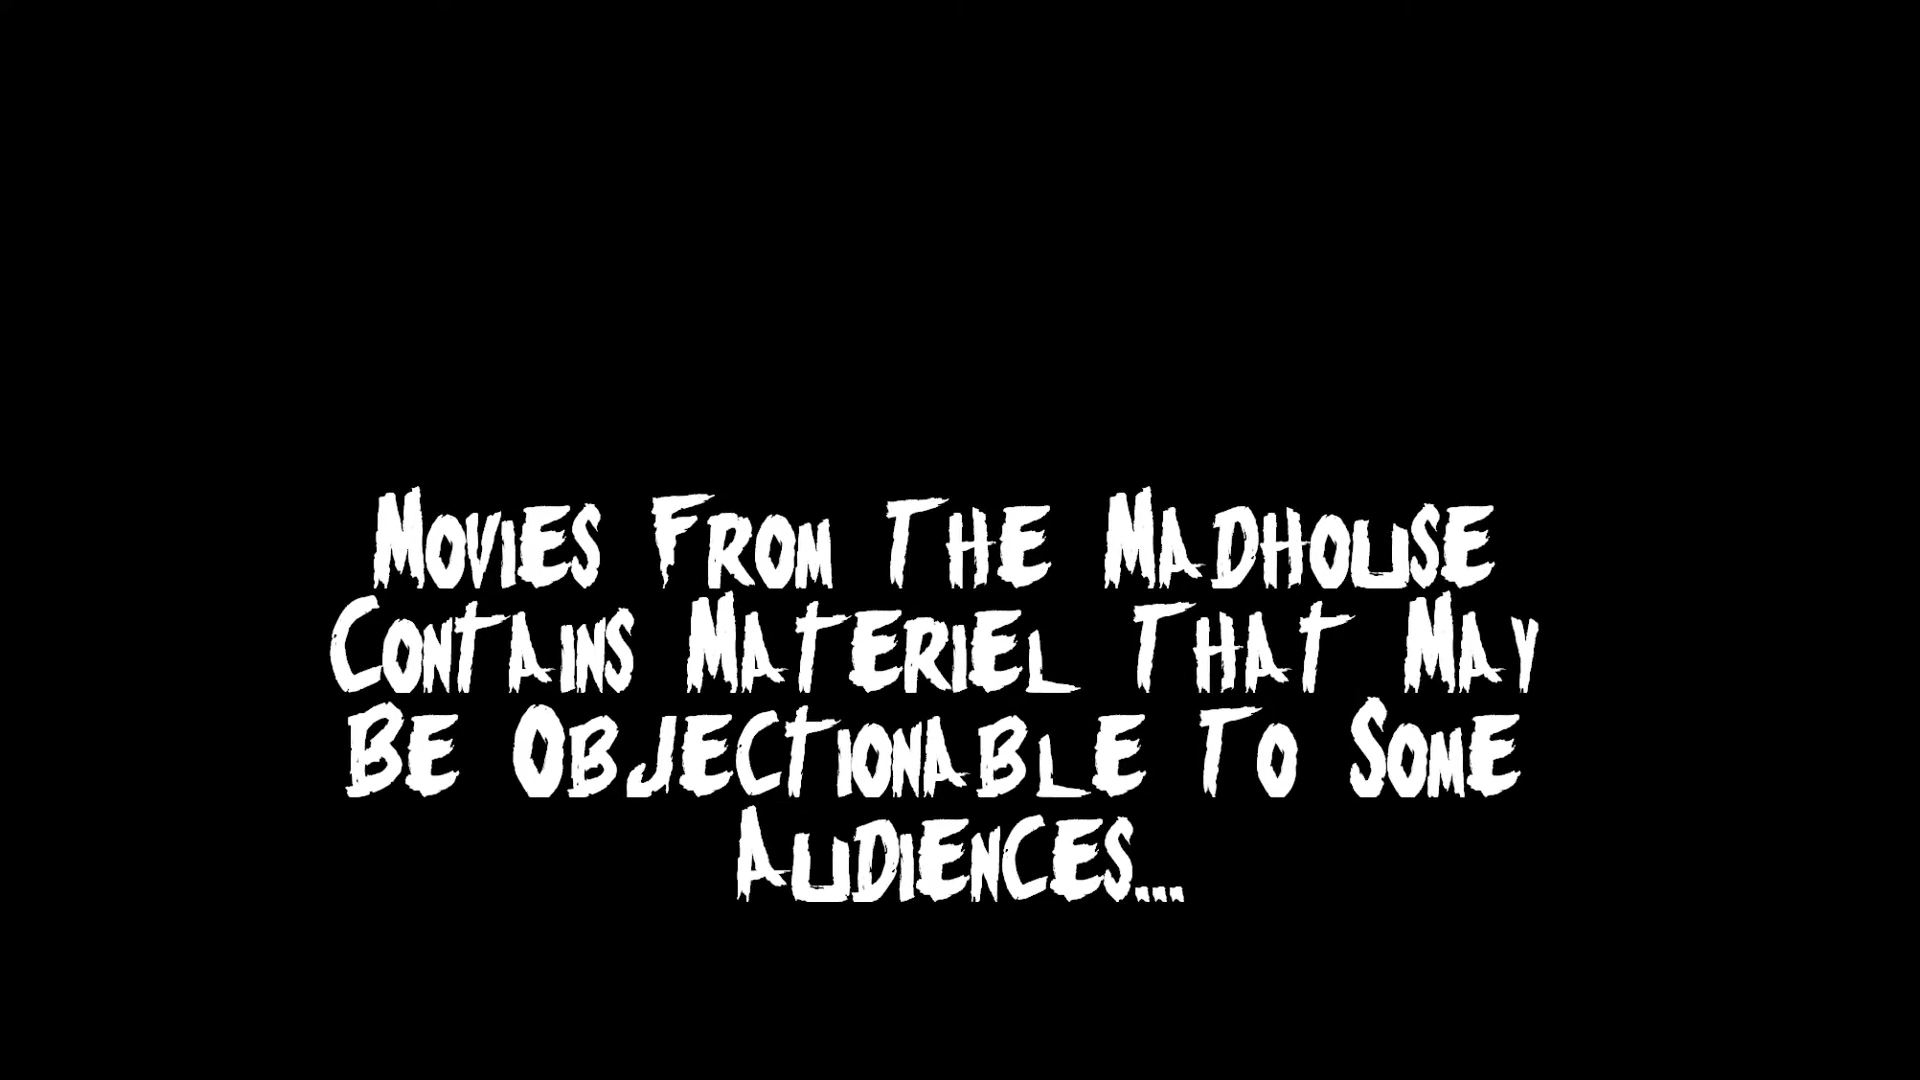 Movies From The Madhouse
Contains Materiel That May
Be Objectionable To Some
Audiences...